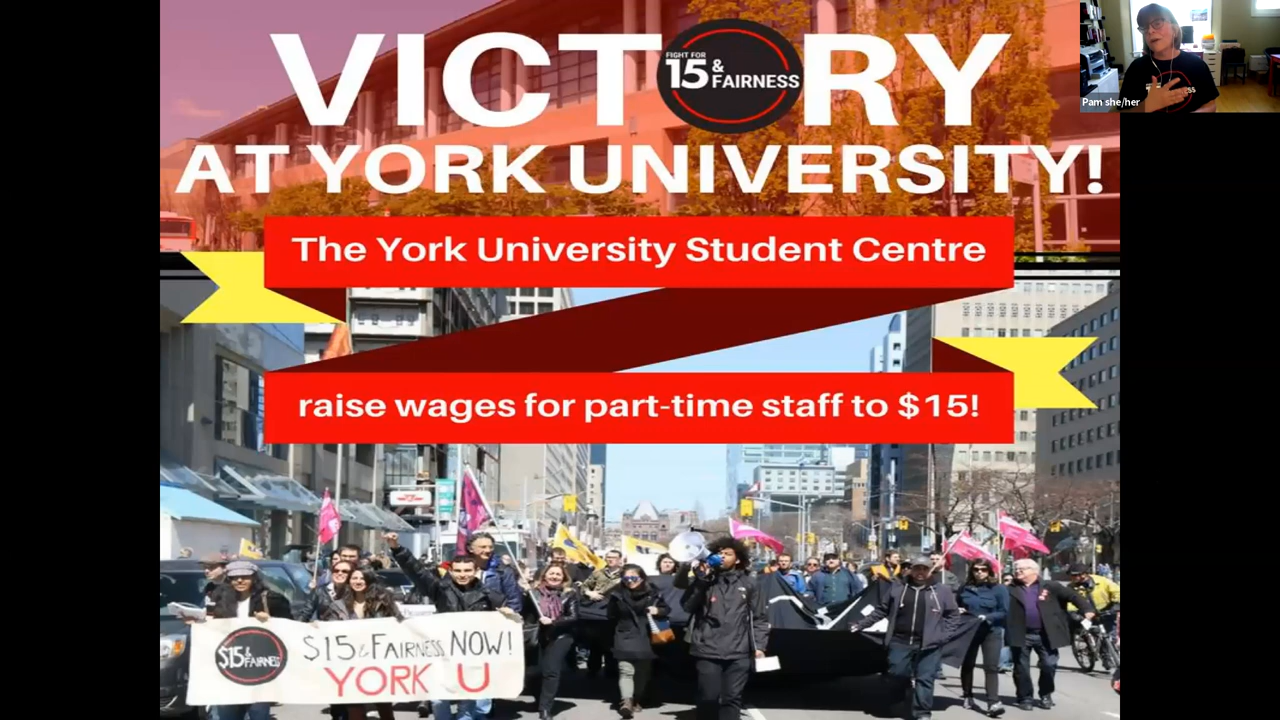 VICTORY
FIGHT FOR
15 & FAIRNESS
AT YORK UNIVERSITY!
The York University Student Centre
raise wages for part-time staff to $15!
$15 & FAIRNESS
$15 & FAIRNESS NOW!
YORK U
Pam she/her